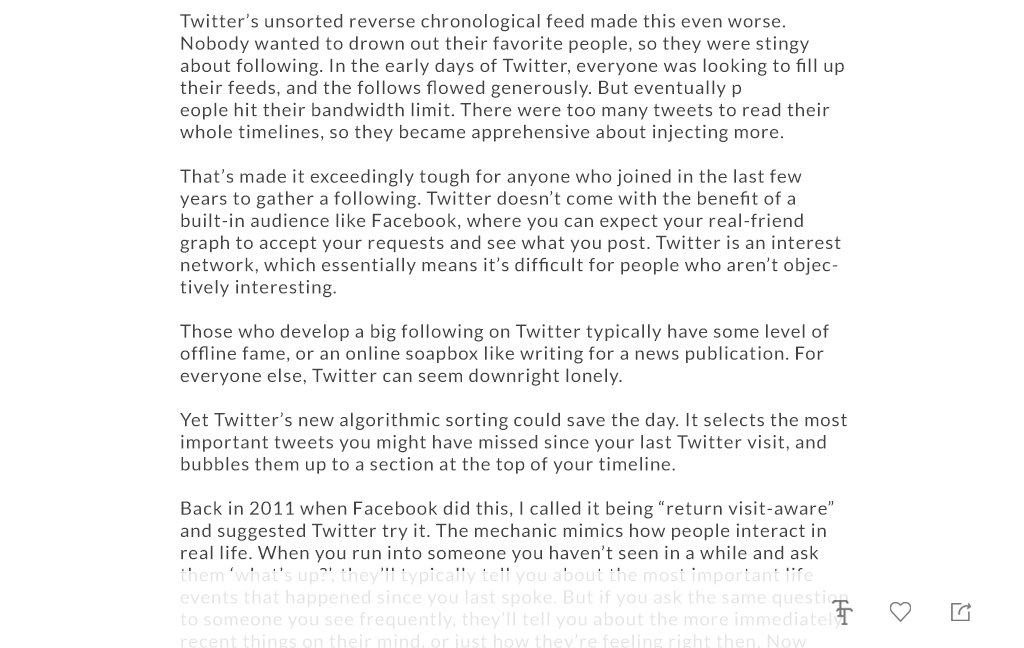 Twitter’s unsorted reverse chronological feed made this even worse.
Nobody wanted to drown out their favorite people, so they were stingy
about following. In the early days of Twitter, everyone was looking to fill up
their feeds, and the follows flowed generously. But eventually p
eople hit their bandwidth limit. There were too many tweets to read their
whole timelines, so they became apprehensive about injecting more.
That’s made it exceedingly tough for anyone who joined in the last few
years to gather a following. Twitter doesn’t come with the benefit of a
built-in audience like Facebook, where you can expect your real-friend
graph to accept your requests and see what you post. Twitter is an interest
network, which essentially means it’s difficult for people who aren’t objec-
tively interesting.
Those who develop a big following on Twitter typically have some level of
offline fame, or an online soapbox like writing for a news publication. For
everyone else, Twitter can seem downright lonely.
Yet Twitter’s new algorithmic sorting could save the day. It selects the most
important tweets you might have missed since your last Twitter visit, and
bubbles them up to a section at the top of your timeline.
Back in 2011 when Facebook did this, I called it being “return visit-aware”
and suggested Twitter try it. The mechanic mimics how people interact in
real life. When you run into someone you haven’t seen in a while and ask
them ‘what’s up?’, they’ll typically tell you about the most important life
events that happened since you last spoke. But if you ask the same question
to someone you see frequently, they’ll tell you about the more immediately
recent things on their mind, or just how they’re feeling right then. Now